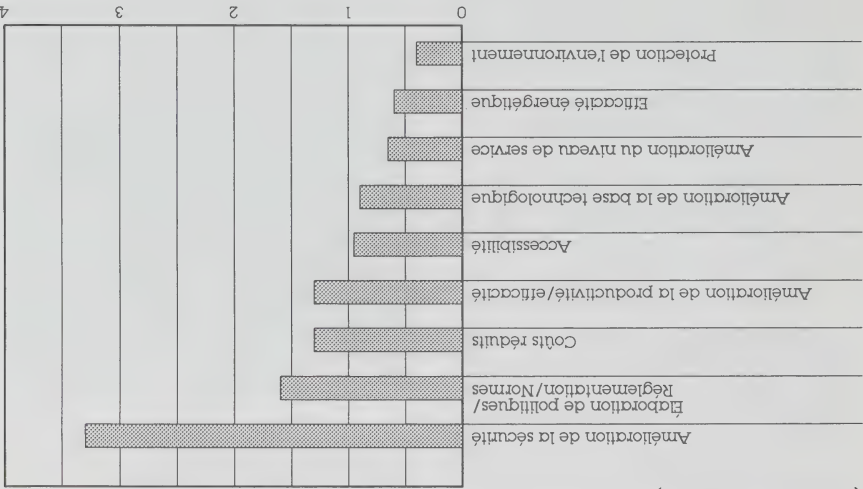 Amélioration de la sécurité
Élaboration de politiques/
Réglementation/Normes
Coûts réduits
Amélioration de la productivité/efficacité
Accessibilité
Amélioration de la base technologique
Amélioration du niveau de service
Efficacité énergétique
Protection de l'environnement
0 1 2 3 4